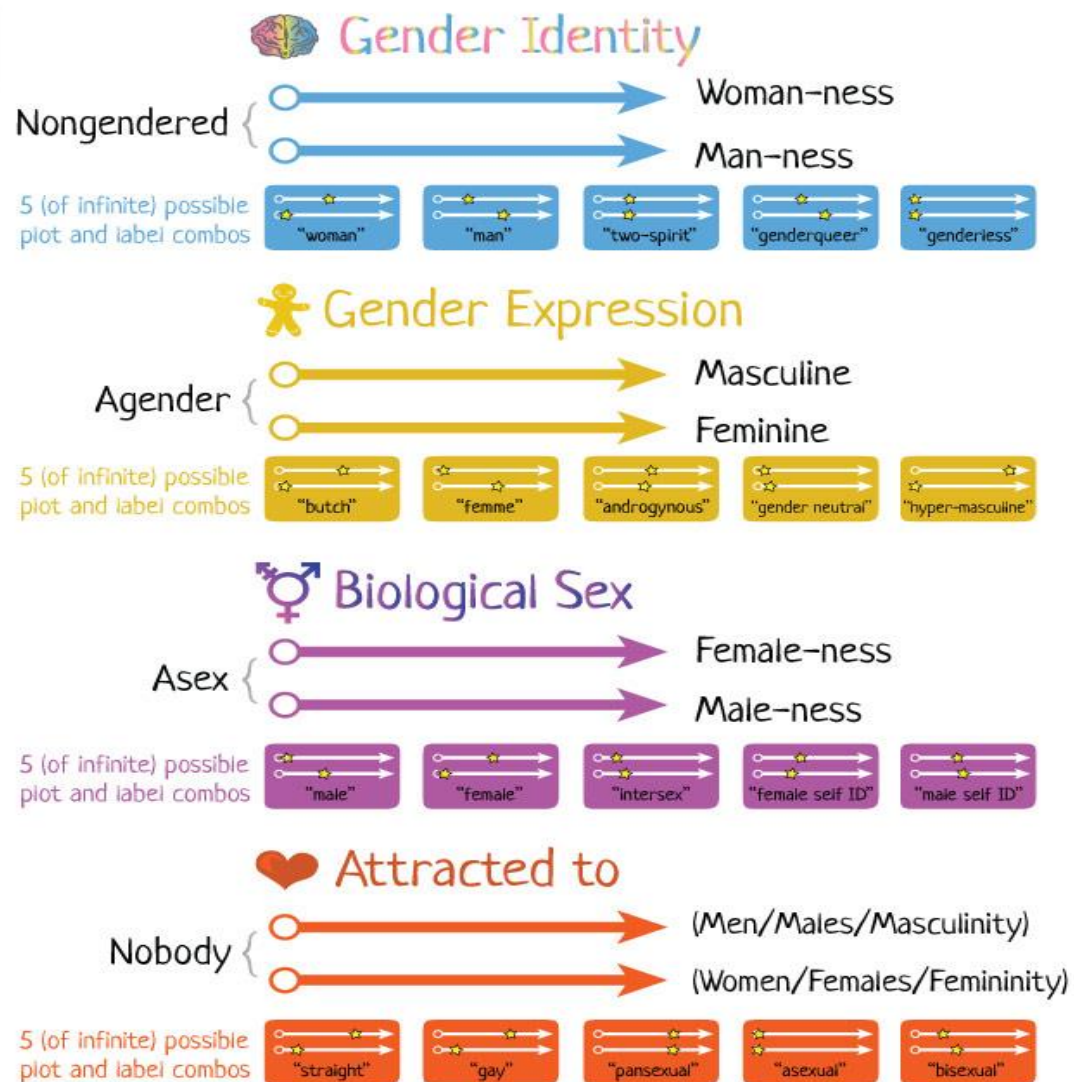 Gender Identity
Nongendered
Woman-ness
Man-ness
5 (of infinite) possible
plot and label combos
"woman"
"man"
"two-spirit"
"genderqueer"
"genderless"
Gender Expression
Agender
Masculine
Feminine
5 (of infinite) possible
plot and label combos
"butch"
"femme"
"androgynous"
"gender neutral"
"hyper-masculine"
Biological Sex
Asex
Female-ness
Male-ness
5 (of infinite) possible
plot and label combos
"male"
"female"
"intersex"
"female self ID"
"male self ID"
Attracted to
Nobody
(Men/Males/Masculinity)
(Women/Females/Femininity)
5 (of infinite) possible
plot and label combos
"straight"
"gay"
"pansexual"
"asexual"
"bisexual"